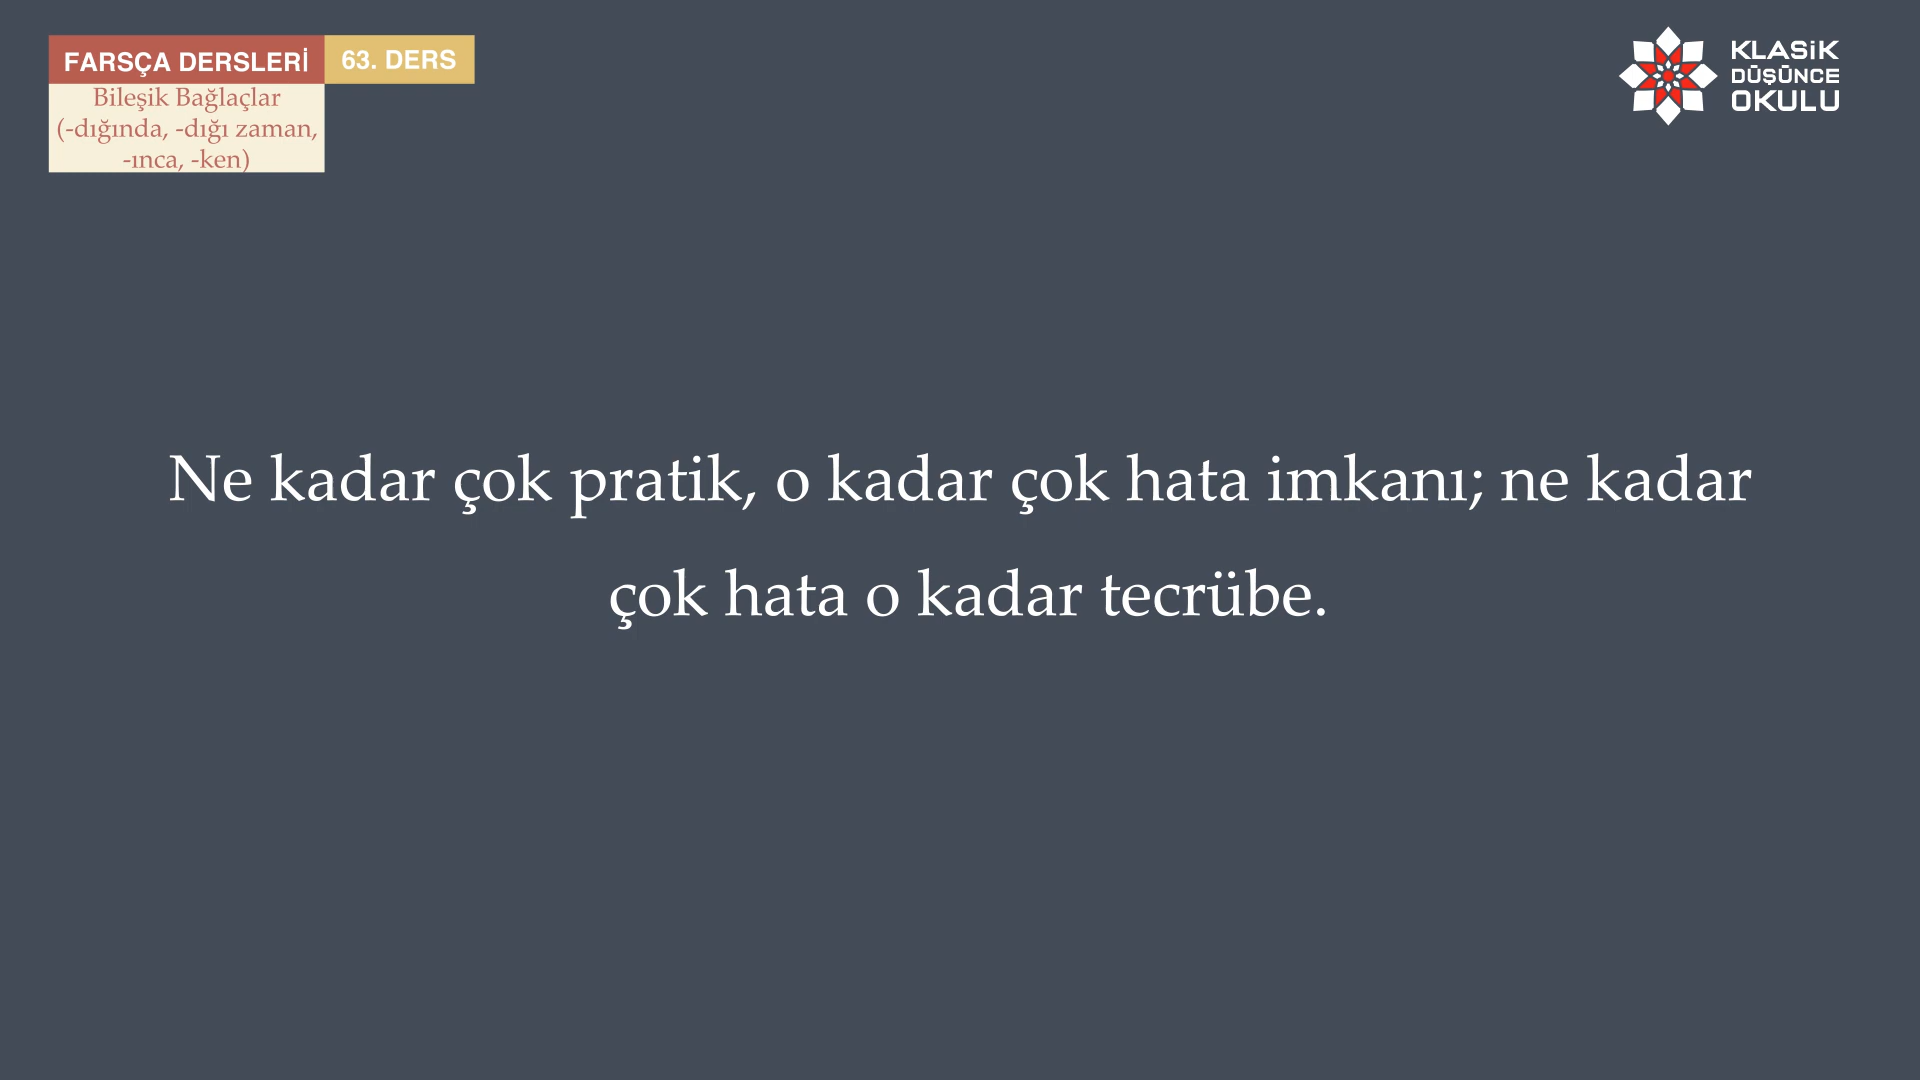 FARSÇA DERSLERİ
63. DERS
Bileşik Bağlaçlar
(-dığında, -dığı zaman,
-ınca, -ken)
KLASİK
DÜŞÜNCE
OKULU
Ne kadar çok pratik, o kadar çok hata imkanı; ne kadar
çok hata o kadar tecrübe.